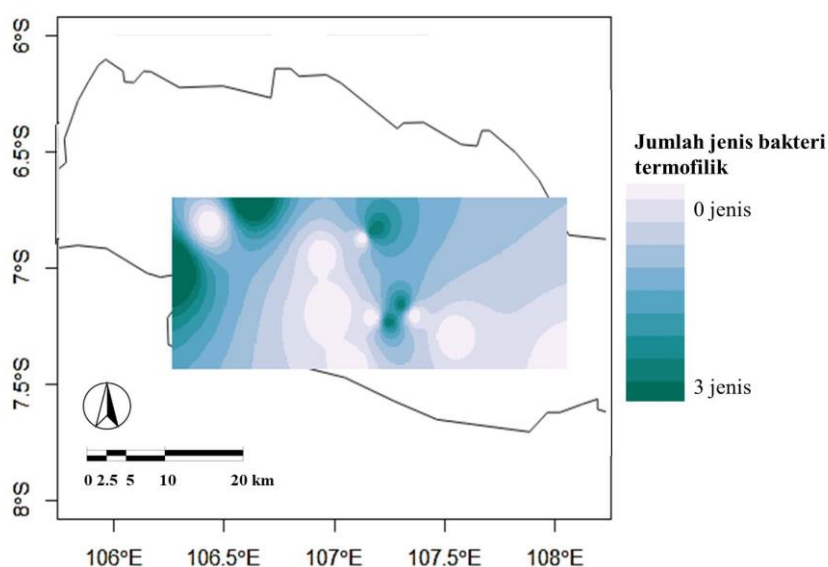 6°S
6.5°S
7°S
7.5°S
8°S
Jumlah jenis bakteri
termofilik
0 jenis
3 jenis
0 2.5 5 10 20 km
106°E 106.5°E 107°E 107.5°E 108°E